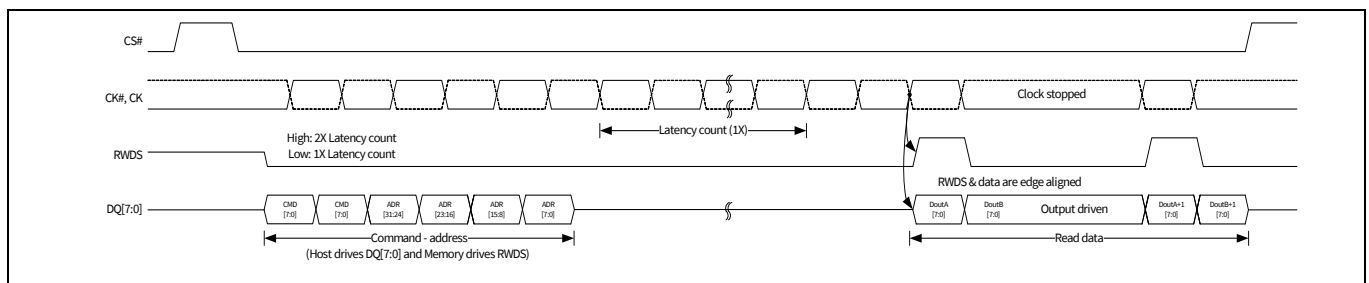 CS#
CK#, CK
Clock stopped
Latency count (1X)
High: 2X Latency count
Low: 1X Latency count
RWDS
RWDS & data are edge aligned
DQ[7:0]
CMD [7:0]
CMD [7:0]
ADR [31:24]
ADR [23:16]
ADR [15:8]
ADR [7:0]
DoutA [7:0]
DoutB [7:0]
Output driven
DoutA+1 [7:0]
DoutB+1 [7:0]
Command - address
(Host drives DQ[7:0] and Memory drives RWDS)
Read data